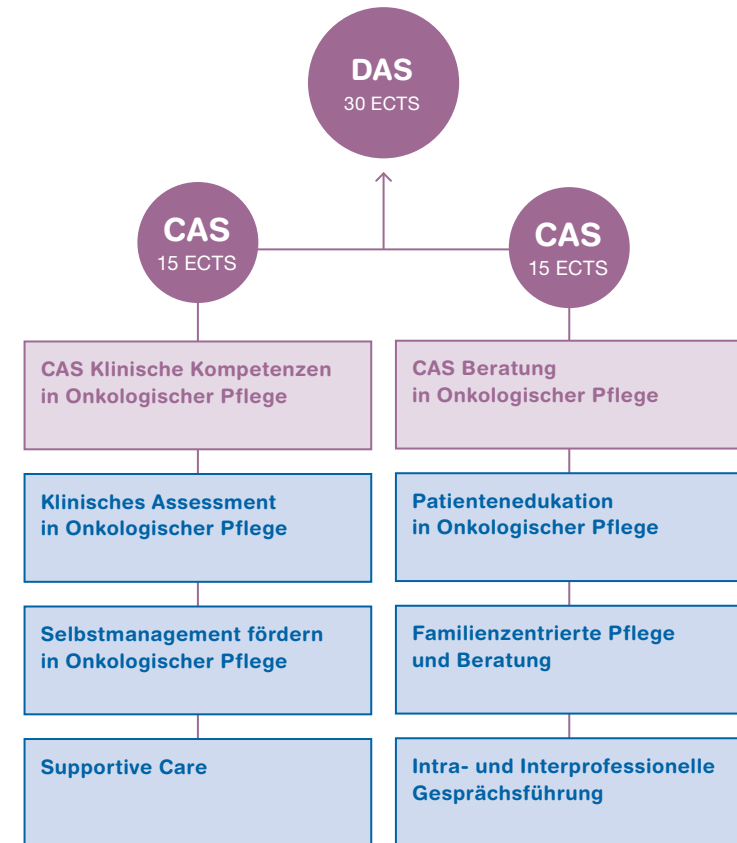 DAS
30 ECTS
CAS
15 ECTS
CAS
15 ECTS
CAS Klinische Kompetenzen
in Onkologischer Pflege
Klinisches Assessment
in Onkologischer Pflege
Selbstmanagement fördern
in Onkologischer Pflege
Supportive Care
CAS Beratung
in Onkologischer Pflege
Patientenedukation
in Onkologischer Pflege
Familienzentrierte Pflege
und Beratung
Intra- und Interprofessionelle
Gesprächsführung